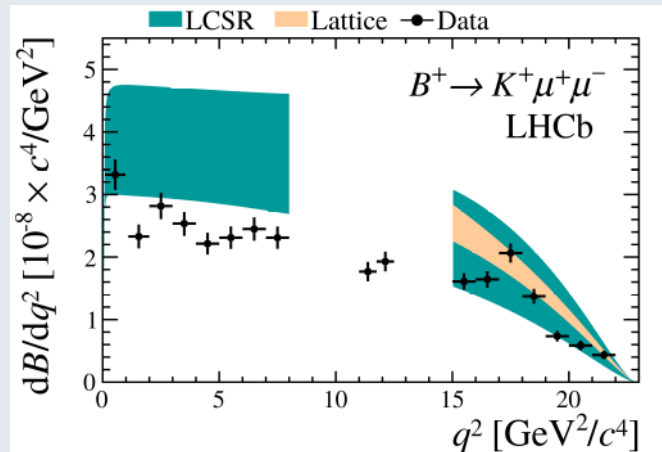 LCSR Lattice Data
B⁺ → K⁺μ⁺μ⁻
LHCb
dB/dq² [10⁻⁸ × c⁴/GeV²]
5
4
3
2
1
0
0 5 10 15 20
q² [GeV²/c⁴]